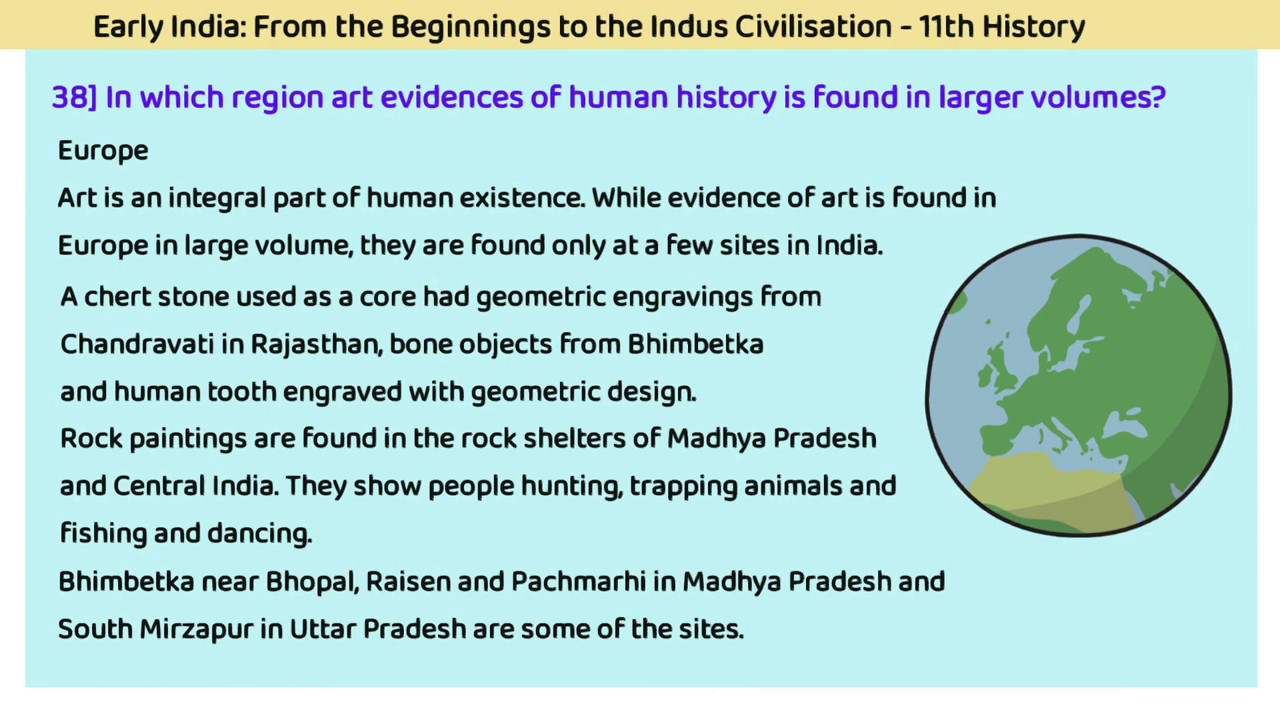 Early India: From the Beginnings to the Indus Civilisation - 11th History
38] In which region art evidences of human history is found in larger volumes?
Europe
Art is an integral part of human existence. While evidence of art is found in
Europe in large volume, they are found only at a few sites in India.
A chert stone used as a core had geometric engravings from
Chandravati in Rajasthan, bone objects from Bhimbetka
and human tooth engraved with geometric design.
Rock paintings are found in the rock shelters of Madhya Pradesh
and Central India. They show people hunting, trapping animals and
fishing and dancing.
Bhimbetka near Bhopal, Raisen and Pachmarhi in Madhya Pradesh and
South Mirzapur in Uttar Pradesh are some of the sites.